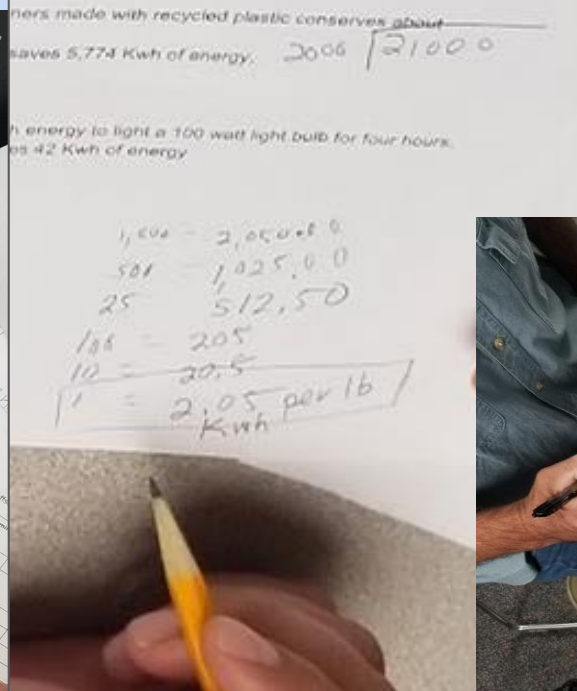 ners made with recycled plastic conserves about
saves 5,774 Kwh of energy. 2000 21000
h energy to light a 100 watt light bulb for four hours.
es 42 Kwh of energy
1,000 = 2,050.00
500 = 1,025.00
25 512.50
100 = 205
10 = 20.5
1 = 2.05 per lb
Kwh